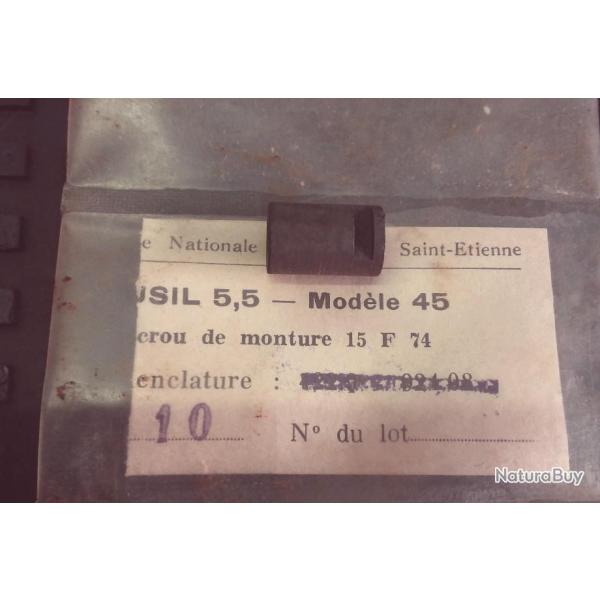 e Nationale Saint-Etienne
USIL 5,5 — Modèle 45
crou de monture 15 F 74
enclature :
10 N° du lot
NaturaBuy